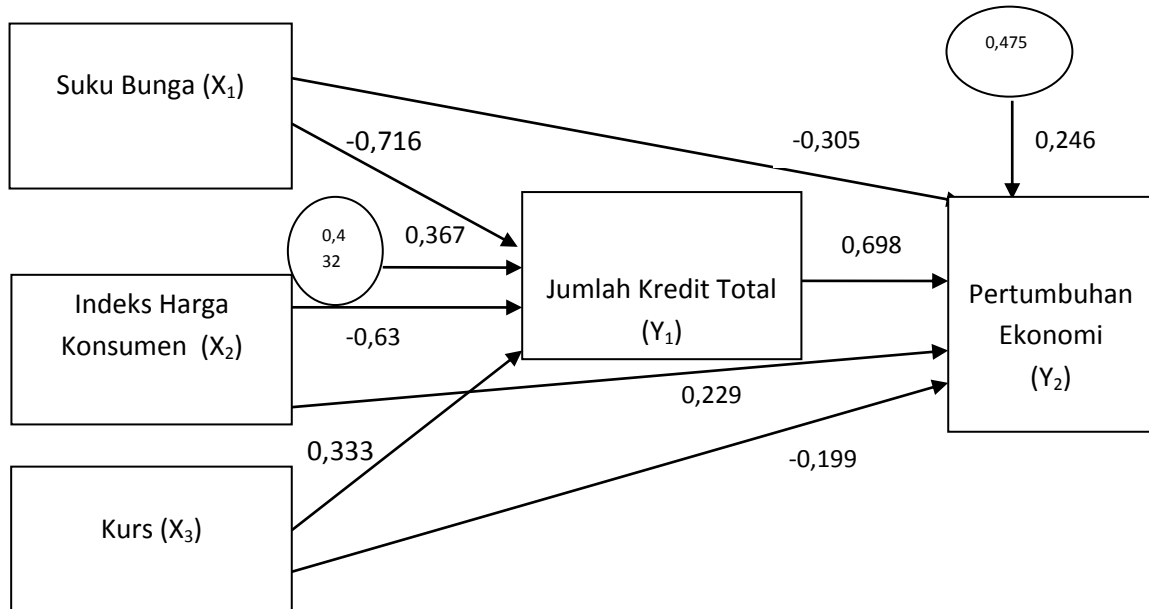 0,475
Suku Bunga (X₁)
-0,716
-0,305
0,246
0,4
32
0,367
0,698
Indeks Harga
Konsumen (X₂)
Jumlah Kredit Total
(Y₁)
Pertumbuhan
Ekonomi
(Y₂)
-0,63
0,229
0,333
-0,199
Kurs (X₃)